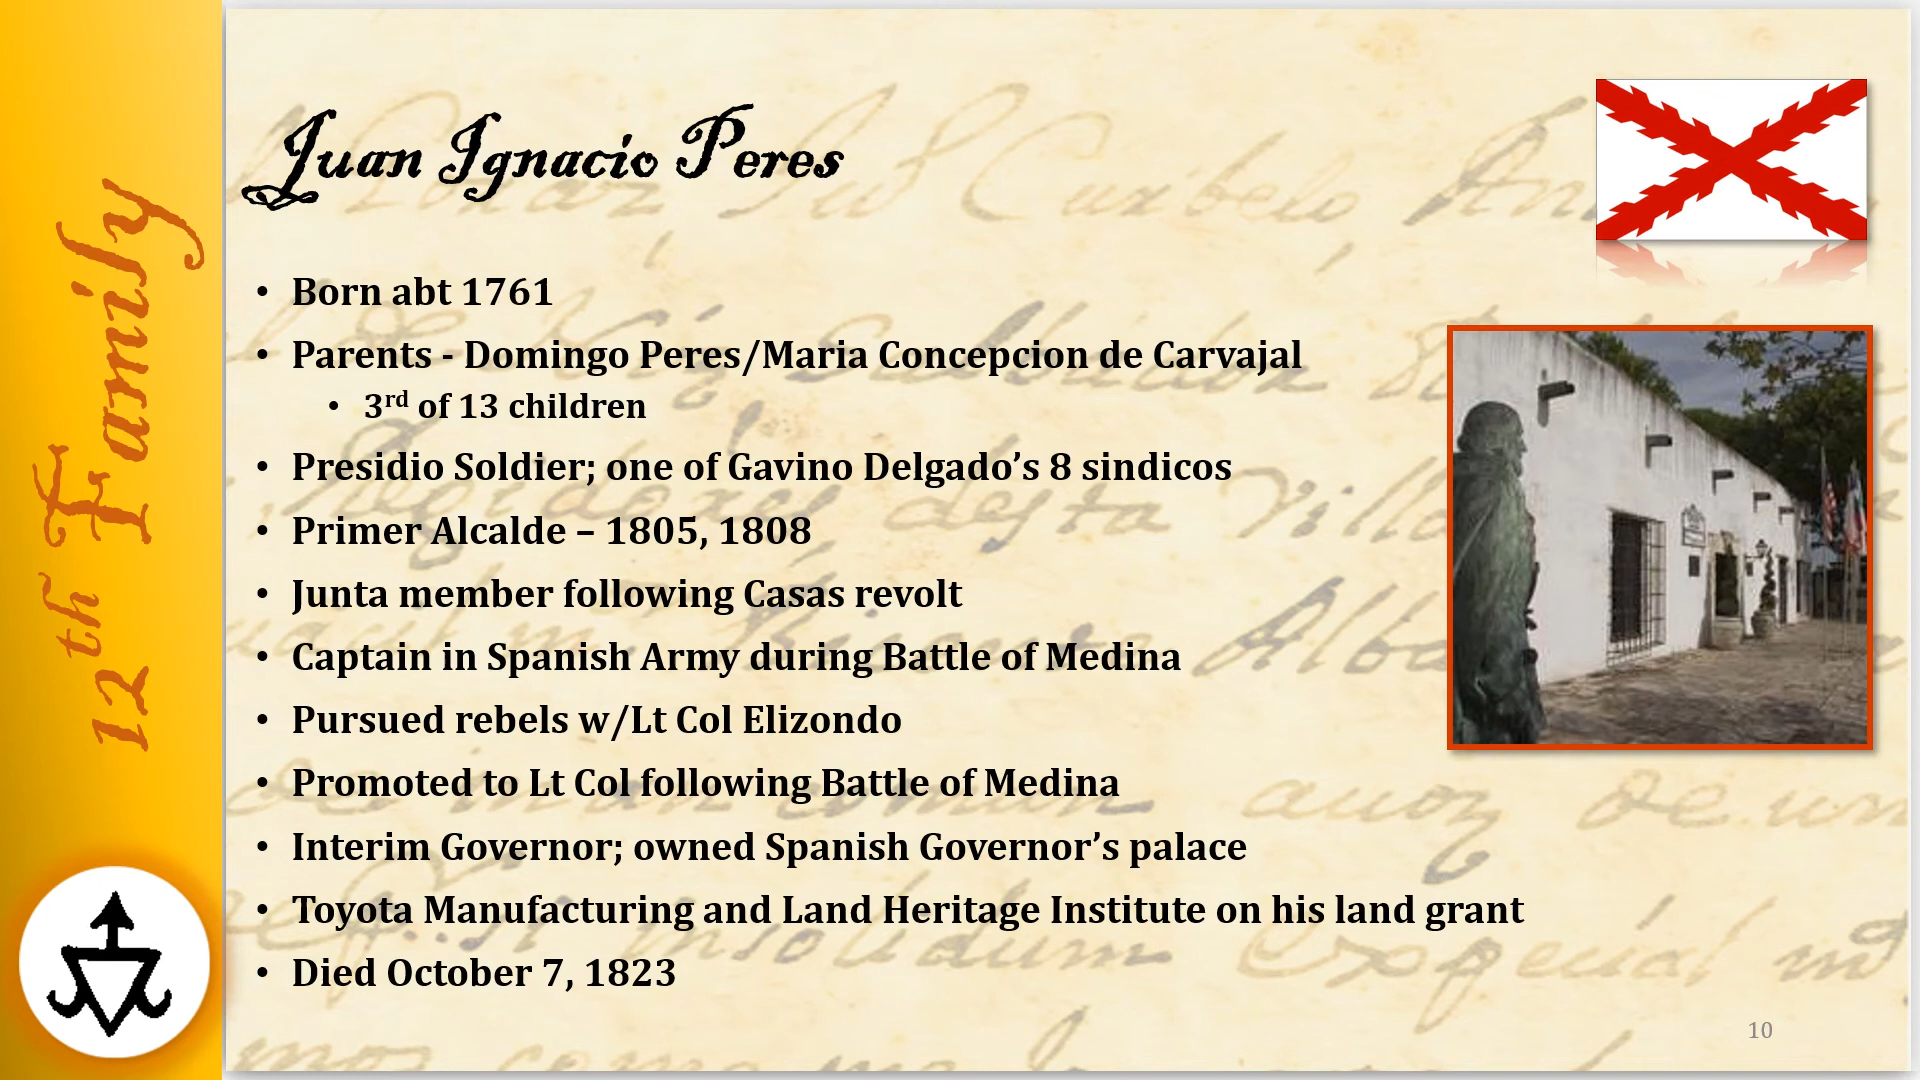 12th Family
Juan Ignacio Peres
• Born abt 1761
• Parents - Domingo Peres/Maria Concepcion de Carvajal
• 3rd of 13 children
• Presidio Soldier; one of Gavino Delgado’s 8 sindicos
• Primer Alcalde – 1805, 1808
• Junta member following Casas revolt
• Captain in Spanish Army during Battle of Medina
• Pursued rebels w/Lt Col Elizondo
• Promoted to Lt Col following Battle of Medina
• Interim Governor; owned Spanish Governor’s palace
• Toyota Manufacturing and Land Heritage Institute on his land grant
• Died October 7, 1823
10